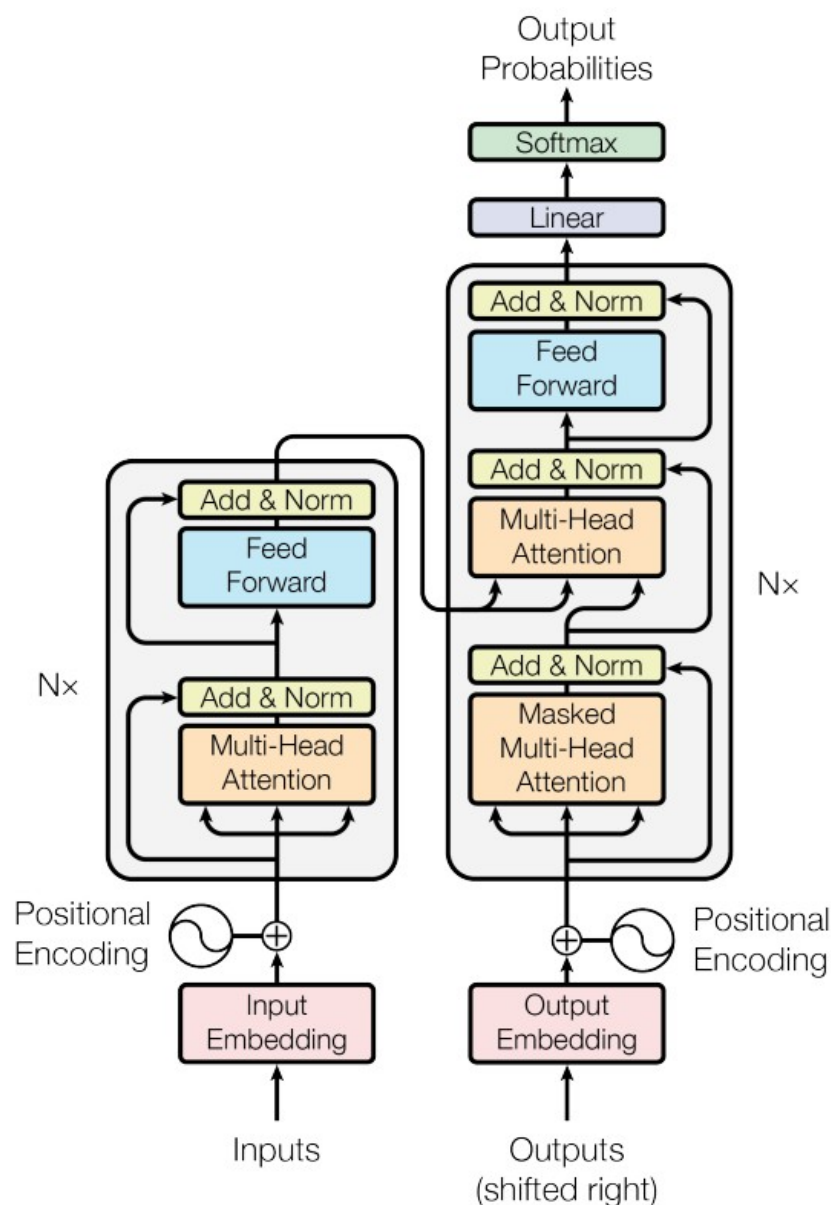 Output
Probabilities
Softmax
Linear
Add & Norm
Feed
Forward
Add & Norm
Multi-Head
Attention
Add & Norm
Masked
Multi-Head
Attention
N×
Add & Norm
Feed
Forward
Add & Norm
Multi-Head
Attention
N×
Positional
Encoding
Positional
Encoding
Input
Embedding
Output
Embedding
Inputs
Outputs
(shifted right)